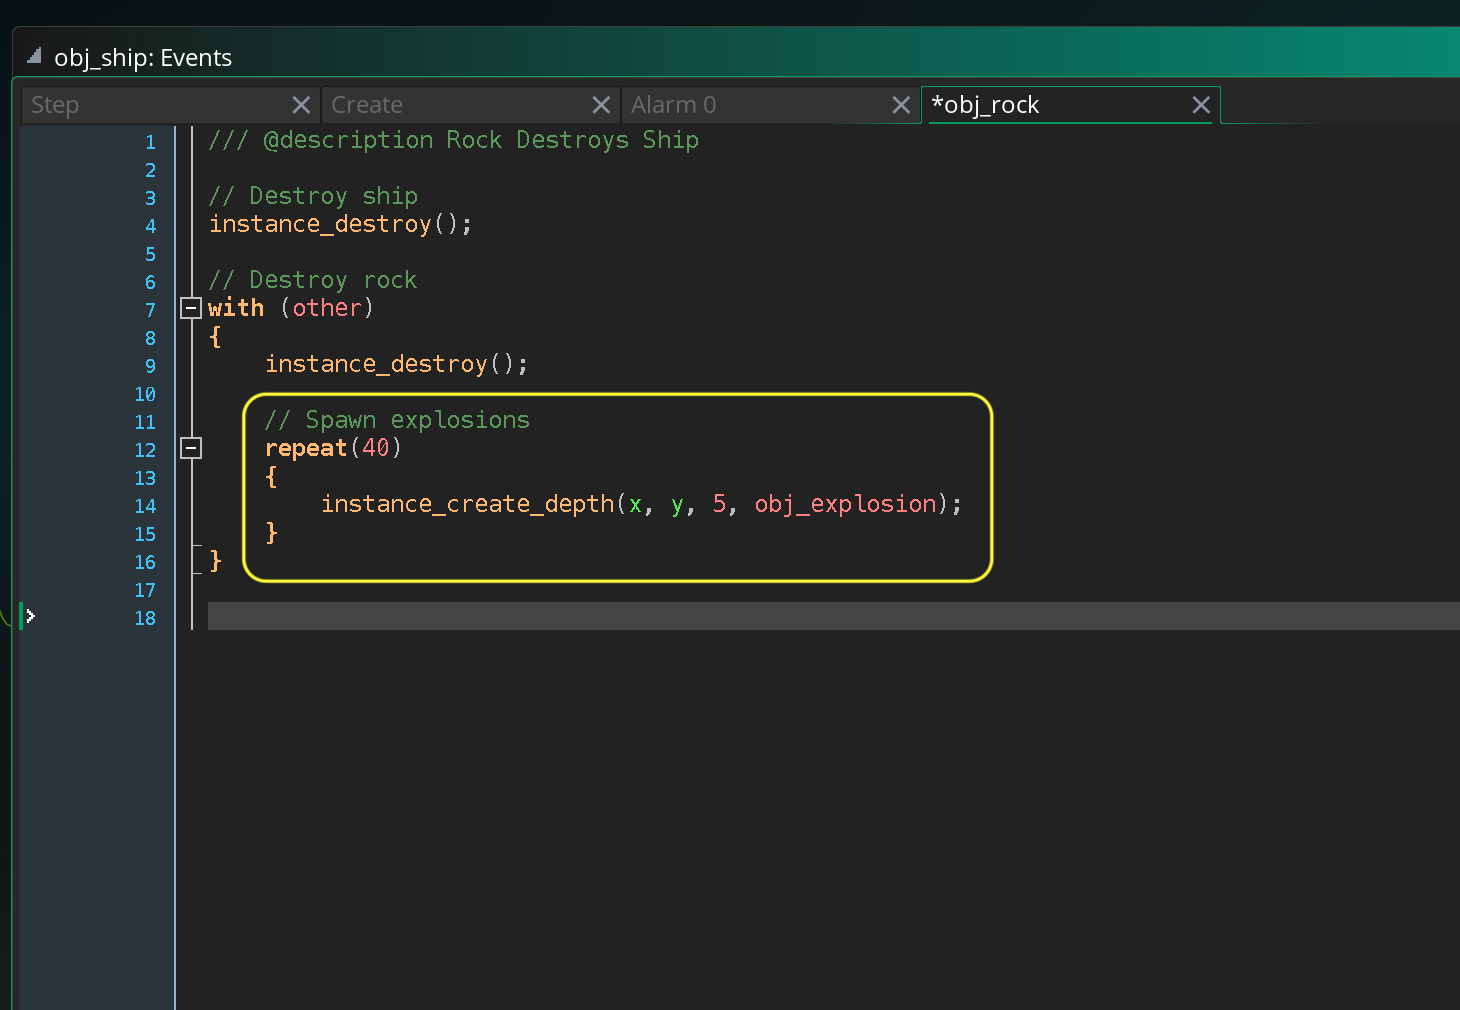 obj_ship: Events
Step Create Alarm 0 *obj_rock
1 /// @description Rock Destroys Ship
2
3 // Destroy ship
4 instance_destroy();
5
6 // Destroy rock
7 with (other)
8 {
9 instance_destroy();
10
11 // Spawn explosions
12 repeat(40)
13 {
14 instance_create_depth(x, y, 5, obj_explosion);
15 }
16 }
17
18